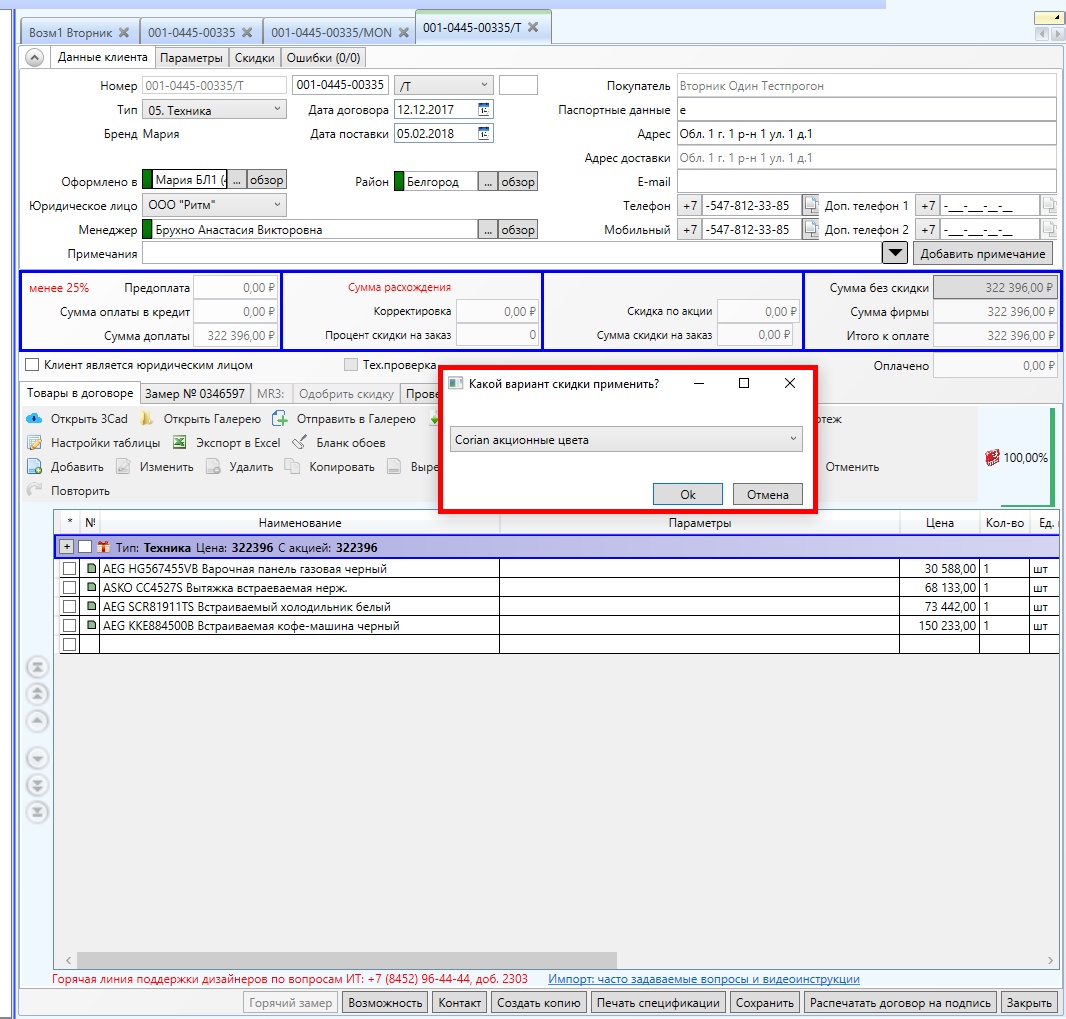 Возм1 Вторник 001-0445-00335 001-0445-00335/MON 001-0445-00335/T
Данные клиента Параметры Скидки Ошибки (0/0)
Номер 001-0445-00335/T 001-0445-00335 /T Покупатель Вторник Один Тестпрогон
Тип 05. Техника Дата договора 12.12.2017 Паспортные данные е
Бренд Мария Дата поставки 05.02.2018 Адрес Обл. 1 г. 1 р-н 1 ул. 1 д.1
Адрес доставки Обл. 1 г. 1 р-н 1 ул. 1 д.1
Оформлено в Мария БЛ1 ( ... обзор Район Белгород ... обзор E-mail
Юридическое лицо ООО "Ритм" Телефон +7 -547-812-33-85 Доп. телефон 1 +7 -___-___-__-__
Менеджер Брухно Анастасия Викторовна ... обзор Мобильный +7 -547-812-33-85 Доп. телефон 2 +7 -___-___-__-__
Примечания Добавить примечание
менее 25% Предоплата 0,00 ₽ Сумма расхождения Сумма без скидки 322 396,00 ₽
Сумма оплаты в кредит 0,00 ₽ Корректировка 0,00 ₽ Скидка по акции 0,00 ₽ Сумма фирмы 322 396,00 ₽
Сумма доплаты 322 396,00 ₽ Процент скидки на заказ 0 Сумма скидки на заказ 0,00 ₽ Итого к оплате 322 396,00 ₽
Клиент является юридическим лицом Тех.проверка Оплачено 0,00 ₽
Какой вариант скидки применить?
Товары в договоре Замер № 0346597 MR3: Одобрить скидку Прове
Открыть 3Cad Открыть Галерею Отправить в Галерею теж
Настройки таблицы Экспорт в Excel Бланк обоев Corian акционные цвета
100,00%
Добавить Изменить Удалить Копировать Выре Отменить
Повторить Ok Отмена
* № Наименование Параметры Цена Кол-во Ед.
+ Тип: Техника Цена: 322396 С акцией: 322396
AEG HG567455VB Варочная панель газовая черный 30 588,00 1 шт
ASKO CC4527S Вытяжка встраеваемая нерж. 68 133,00 1 шт
AEG SCR81911TS Встраиваемый холодильник белый 73 442,00 1 шт
AEG KKE884500B Встраиваемая кофе-машина черный 150 233,00 1 шт
Горячая линия поддержки дизайнеров по вопросам ИТ: +7 (8452) 96-44-44, доб. 2303 Импорт: часто задаваемые вопросы и видеоинструкции
Горячий замер Возможность Контакт Создать копию Печать спецификации Сохранить Распечатать договор на подпись Закрыть